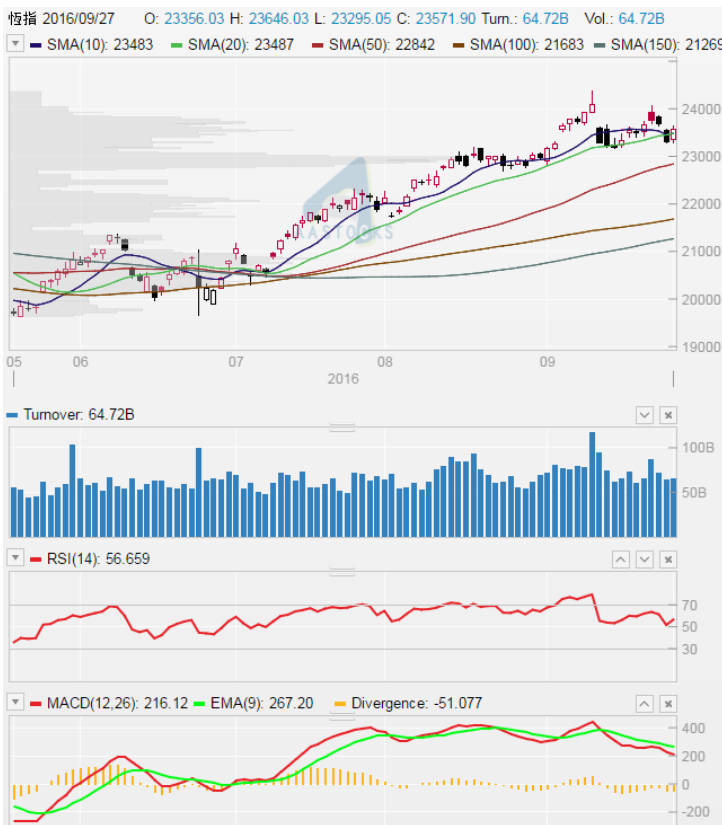 恆指 2016/09/27 O: 23356.03 H: 23646.03 L: 23295.05 C: 23571.90 Turn.: 64.72B Vol.: 64.72B
SMA(10): 23483 SMA(20): 23487 SMA(50): 22842 SMA(100): 21683 SMA(150): 21269
24000
23000
22000
AASTOCKS
21000
20000
19000
05 06 07 08 09
2016
Turnover: 64.72B
100B
50B
RSI(14): 56.659
70
50
30
MACD(12,26): 216.12 EMA(9): 267.20 Divergence: -51.077
400
200
0
-200